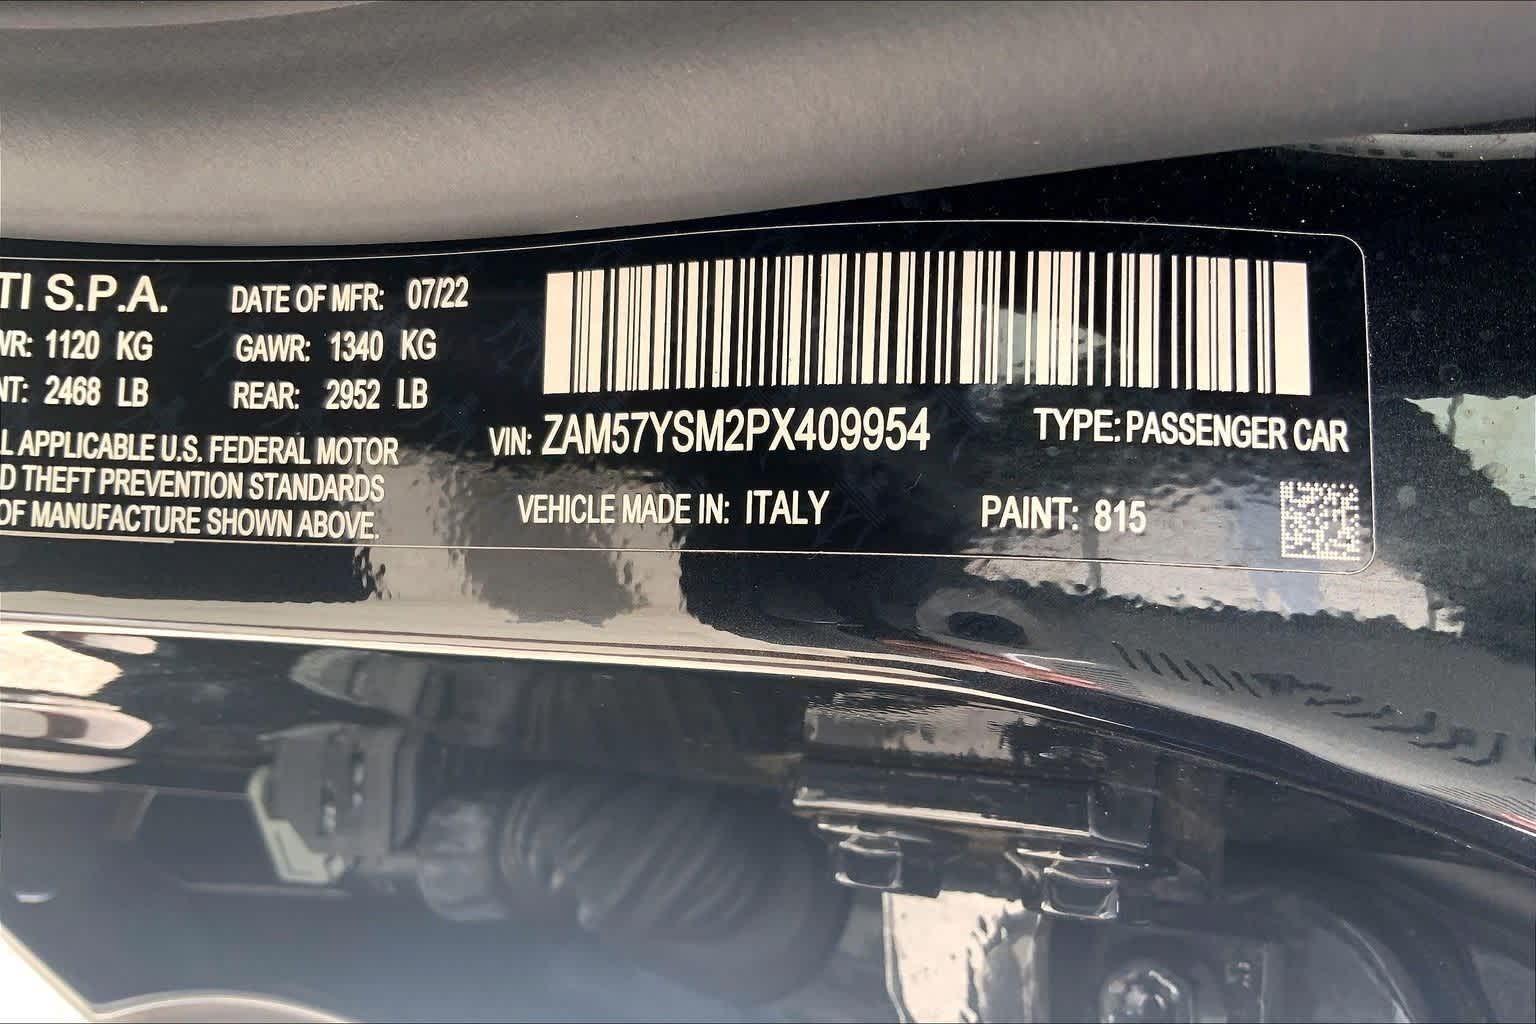 TI S.P.A. DATE OF MFR: 07/22
WR: 1120 KG GAWR: 1340 KG
NT: 2468 LB REAR: 2952 LB
L APPLICABLE U.S. FEDERAL MOTOR
D THEFT PREVENTION STANDARDS
OF MANUFACTURE SHOWN ABOVE.
VIN: ZAM57YSM2PX409954 TYPE: PASSENGER CAR
VEHICLE MADE IN: ITALY PAINT: 815